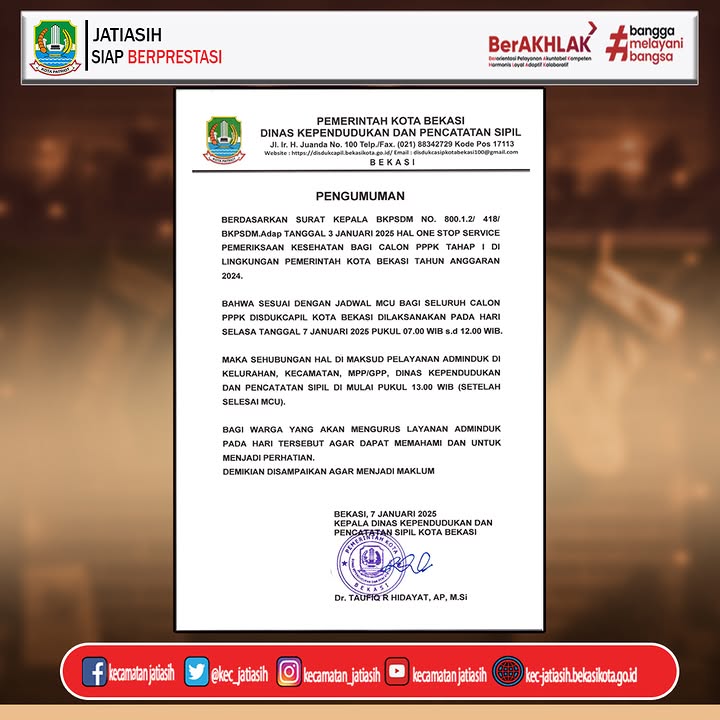 JATIASIH
SIAP BERPRESTASI
BerAKHLAK
Berorientasi Pelayanan Akuntabel Kompeten
Harmonis Loyal Adaptif Kolaboratif
#bangga
melayani
bangsa
KOTA PATRIOT
PEMERINTAH KOTA BEKASI
DINAS KEPENDUDUKAN DAN PENCATATAN SIPIL
Jl. Ir. H. Juanda No. 100 Telp./Fax. (021) 88342729 Kode Pos 17113
Website : https://disdukcapil.bekasikota.go.id/ Email : disdukcasipkotabekasi100@gmail.com
B E K A S I
PENGUMUMAN
BERDASARKAN SURAT KEPALA BKPSDM NO. 800.1.2/ 418/
BKPSDM.Adap TANGGAL 3 JANUARI 2025 HAL ONE STOP SERVICE
PEMERIKSAAN KESEHATAN BAGI CALON PPPK TAHAP I DI
LINGKUNGAN PEMERINTAH KOTA BEKASI TAHUN ANGGARAN
2024.
BAHWA SESUAI DENGAN JADWAL MCU BAGI SELURUH CALON
PPPK DISDUKCAPIL KOTA BEKASI DILAKSANAKAN PADA HARI
SELASA TANGGAL 7 JANUARI 2025 PUKUL 07.00 WIB s.d 12.00 WIB.
MAKA SEHUBUNGAN HAL DI MAKSUD PELAYANAN ADMINDUK DI
KELURAHAN, KECAMATAN, MPP/GPP, DINAS KEPENDUDUKAN
DAN PENCATATAN SIPIL DI MULAI PUKUL 13.00 WIB (SETELAH
SELESAI MCU).
BAGI WARGA YANG AKAN MENGURUS LAYANAN ADMINDUK
PADA HARI TERSEBUT AGAR DAPAT MEMAHAMI DAN UNTUK
MENJADI PERHATIAN.
DEMIKIAN DISAMPAIKAN AGAR MENJADI MAKLUM
BEKASI, 7 JANUARI 2025
KEPALA DINAS KEPENDUDUKAN DAN
PENCATATAN SIPIL KOTA BEKASI
PEMERINTAH KOTA
BEKASI
Dr. TAUFIQ R HIDAYAT, AP, M.Si
kecamatan jatiasih
@kec_jatiasih
kecamatan_jatiasih
kecamatan jatiasih
kec-jatiasih.bekasikota.go.id